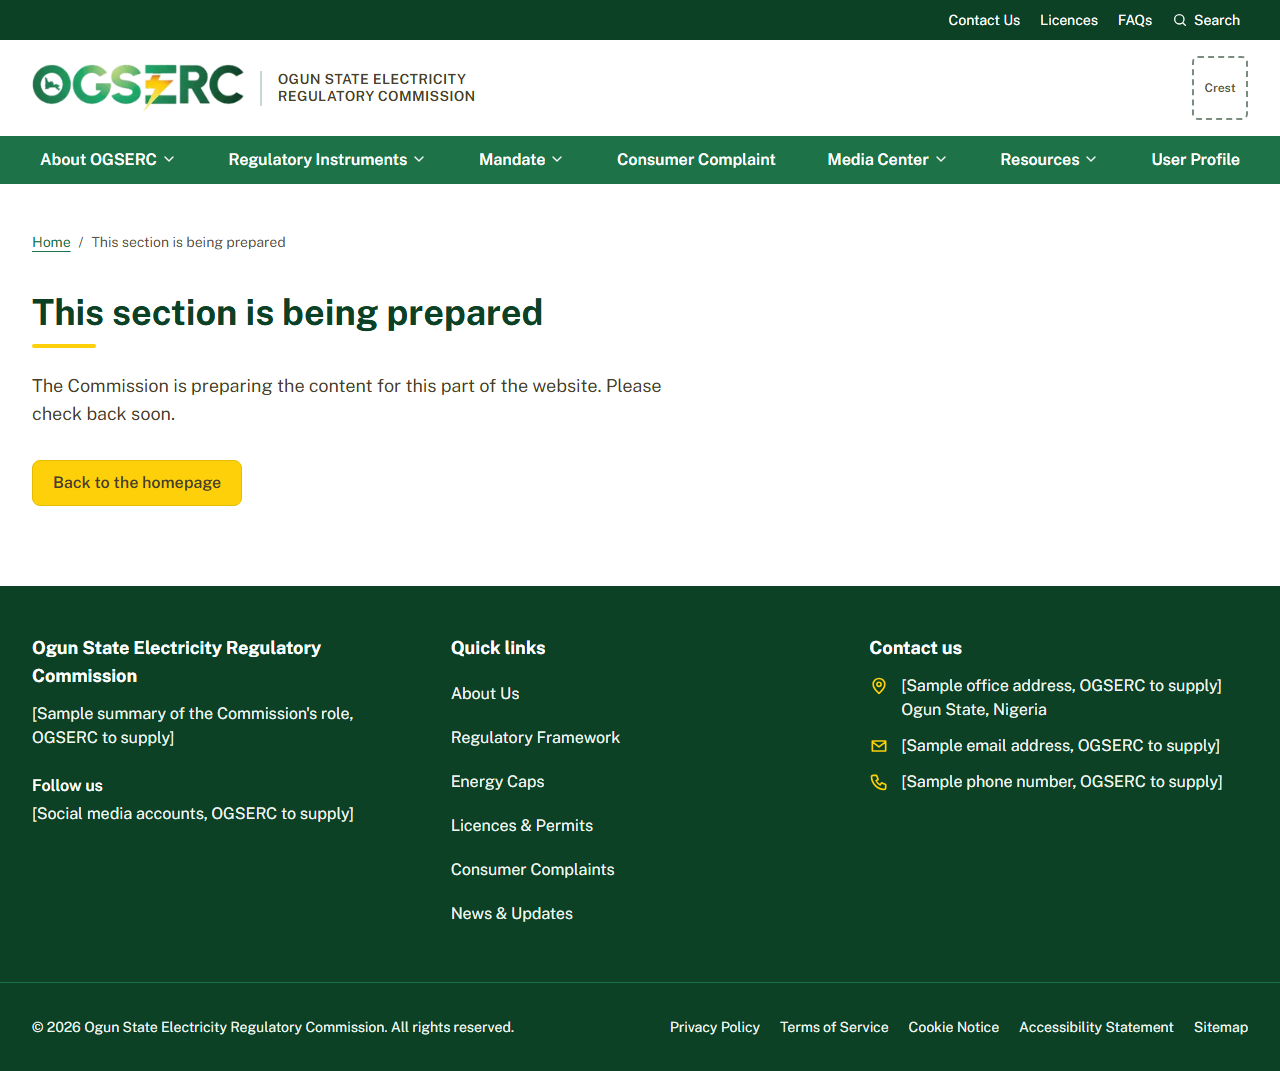 Contact Us Licences FAQs Search
OGSERC
OGUN STATE ELECTRICITY
REGULATORY COMMISSION
Crest
About OGSERC Regulatory Instruments Mandate Consumer Complaint Media Center Resources User Profile
Home / This section is being prepared
This section is being prepared
The Commission is preparing the content for this part of the website. Please
check back soon.
Back to the homepage
Ogun State Electricity Regulatory
Commission
[Sample summary of the Commission's role,
OGSERC to supply]
Follow us
[Social media accounts, OGSERC to supply]
Quick links
About Us
Regulatory Framework
Energy Caps
Licences & Permits
Consumer Complaints
News & Updates
Contact us
[Sample office address, OGSERC to supply]
Ogun State, Nigeria
[Sample email address, OGSERC to supply]
[Sample phone number, OGSERC to supply]
© 2026 Ogun State Electricity Regulatory Commission. All rights reserved.
Privacy Policy Terms of Service Cookie Notice Accessibility Statement Sitemap